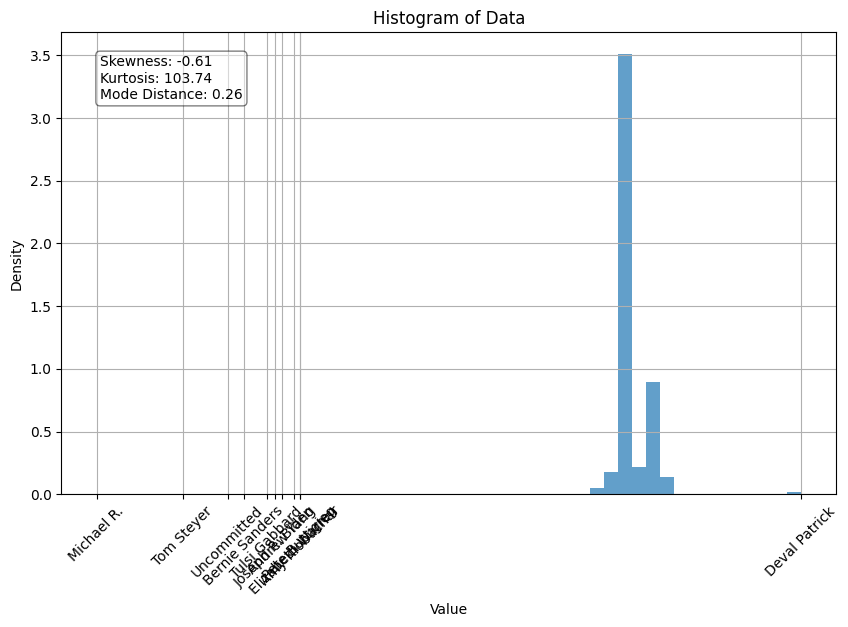 Histogram of Data
Skewness: -0.61
Kurtosis: 103.74
Mode Distance: 0.26
Density
3.5
3.0
2.5
2.0
1.5
1.0
0.5
0.0
Michael R.
Tom Steyer
Uncommitted
Bernie Sanders
Tulsi Gabbard
Deval Patrick
Value